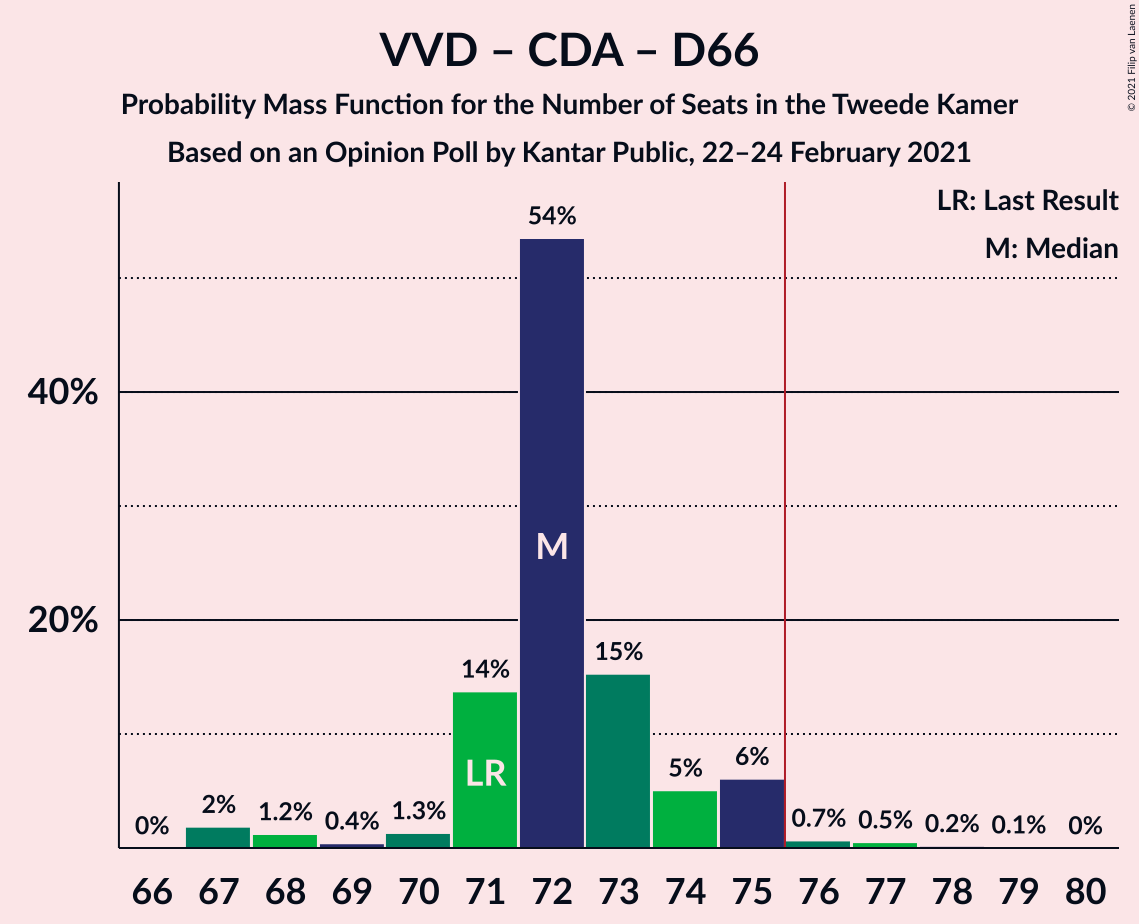 VVD – CDA – D66
Probability Mass Function for the Number of Seats in the Tweede Kamer
Based on an Opinion Poll by Kantar Public, 22–24 February 2021
© 2021 Filip van Laenen
LR: Last Result
M: Median
40%
20%
0%
2%
1.2%
0.4%
1.3%
14%
54%
15%
5%
6%
0.7%
0.5%
0.2%
0.1%
0%
LR
M
66 67 68 69 70 71 72 73 74 75 76 77 78 79 80